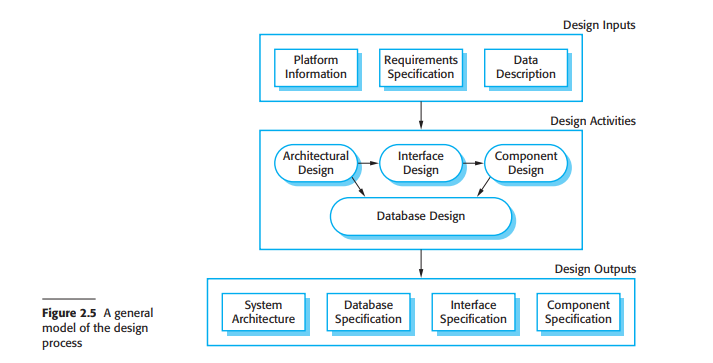 Design Inputs
Platform
Information
Requirements
Specification
Data
Description
Design Activities
Architectural
Design
Interface
Design
Component
Design
Database Design
Design Outputs
System
Architecture
Database
Specification
Interface
Specification
Component
Specification
Figure 2.5 A general
model of the design
process